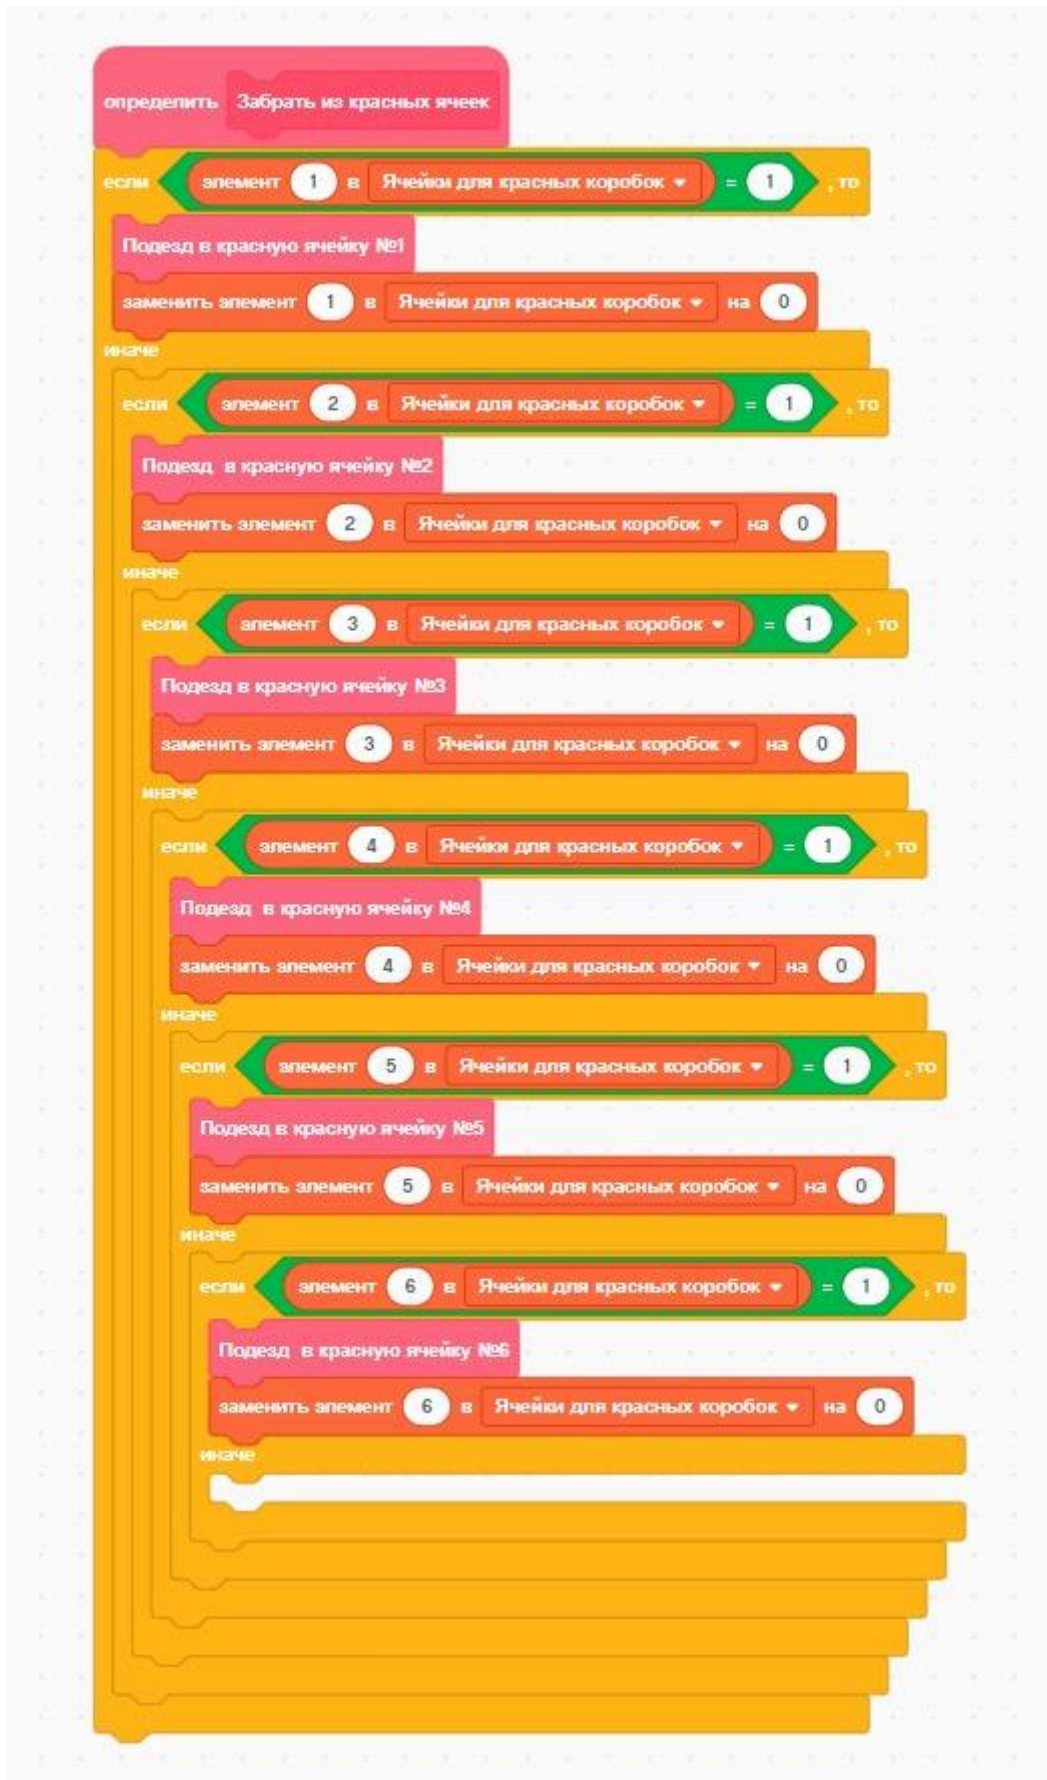 определить Забрать из красных ячеек
если элемент 1 в Ячейки для красных коробок = 1 , то
Подезд в красную ячейку №1
заменить элемент 1 в Ячейки для красных коробок на 0
иначе
если элемент 2 в Ячейки для красных коробок = 1 , то
Подезд в красную ячейку №2
заменить элемент 2 в Ячейки для красных коробок на 0
иначе
если элемент 3 в Ячейки для красных коробок = 1 , то
Подезд в красную ячейку №3
заменить элемент 3 в Ячейки для красных коробок на 0
иначе
если элемент 4 в Ячейки для красных коробок = 1 , то
Подезд в красную ячейку №4
заменить элемент 4 в Ячейки для красных коробок на 0
иначе
если элемент 5 в Ячейки для красных коробок = 1 , то
Подезд в красную ячейку №5
заменить элемент 5 в Ячейки для красных коробок на 0
иначе
если элемент 6 в Ячейки для красных коробок = 1 , то
Подезд в красную ячейку №6
заменить элемент 6 в Ячейки для красных коробок на 0
иначе